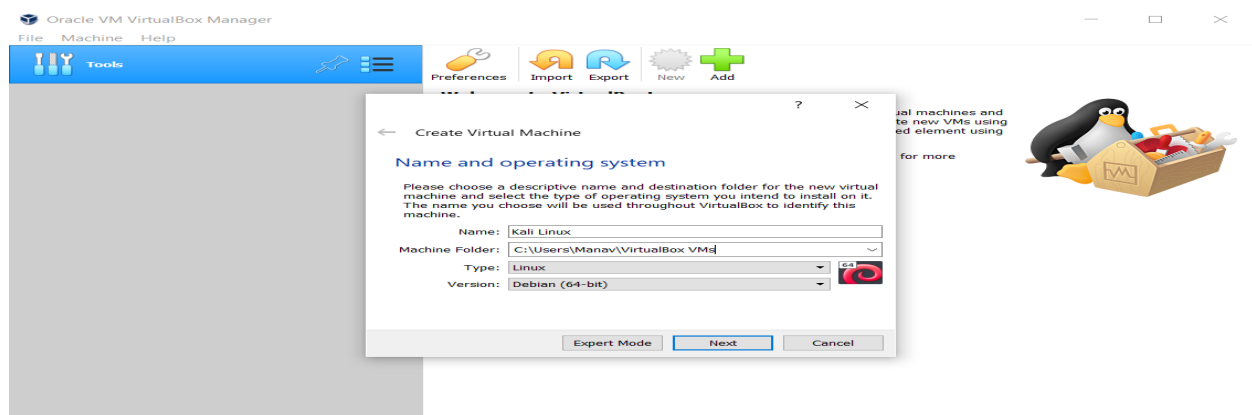 Oracle VM VirtualBox Manager
File Machine Help
Tools
Preferences Import Export New Add
ual machines and
te new VMs using
ed element using
for more
? 
Create Virtual Machine
Name and operating system
Please choose a descriptive name and destination folder for the new virtual
machine and select the type of operating system you intend to install on it.
The name you choose will be used throughout VirtualBox to identify this
machine.
Name: Kali Linux
Machine Folder: C:\Users\Manav\VirtualBox VMs
Type: Linux
64
Version: Debian (64-bit)
Expert Mode Next Cancel